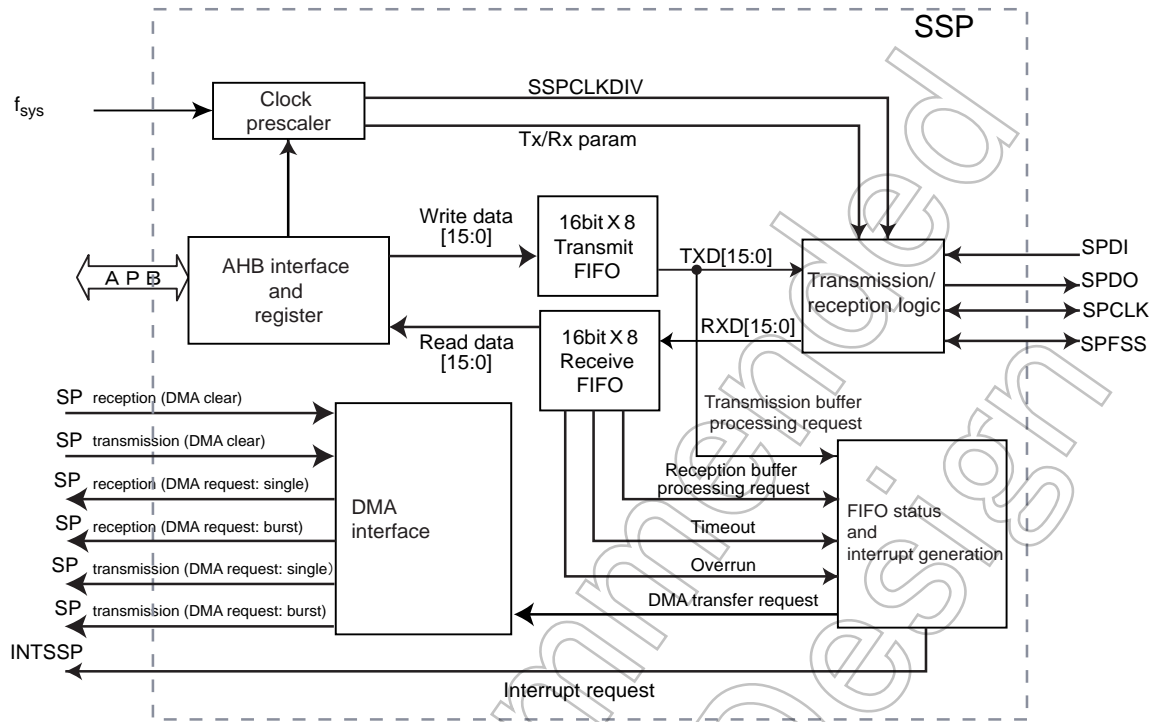 SSP
f_sys
Clock
prescaler
SSPCLKDIV
Tx/Rx param
Write data
[15:0]
16bit X 8
Transmit
FIFO
TXD[15:0]
SPDI
A P B
AHB interface
and
register
Transmission/
reception logic
SPDO
SPCLK
Read data
[15:0]
16bit X 8
Receive
FIFO
RXD[15:0]
SPFSS
SP reception (DMA clear)
SP transmission (DMA clear)
SP reception (DMA request: single)
SP reception (DMA request: burst)
SP transmission (DMA request: single)
SP transmission (DMA request: burst)
DMA
interface
Transmission buffer
processing request
Reception buffer
processing request
Timeout
Overrun
DMA transfer request
FIFO status
and
interrupt generation
INTSSP
Interrupt request
mmended
Design